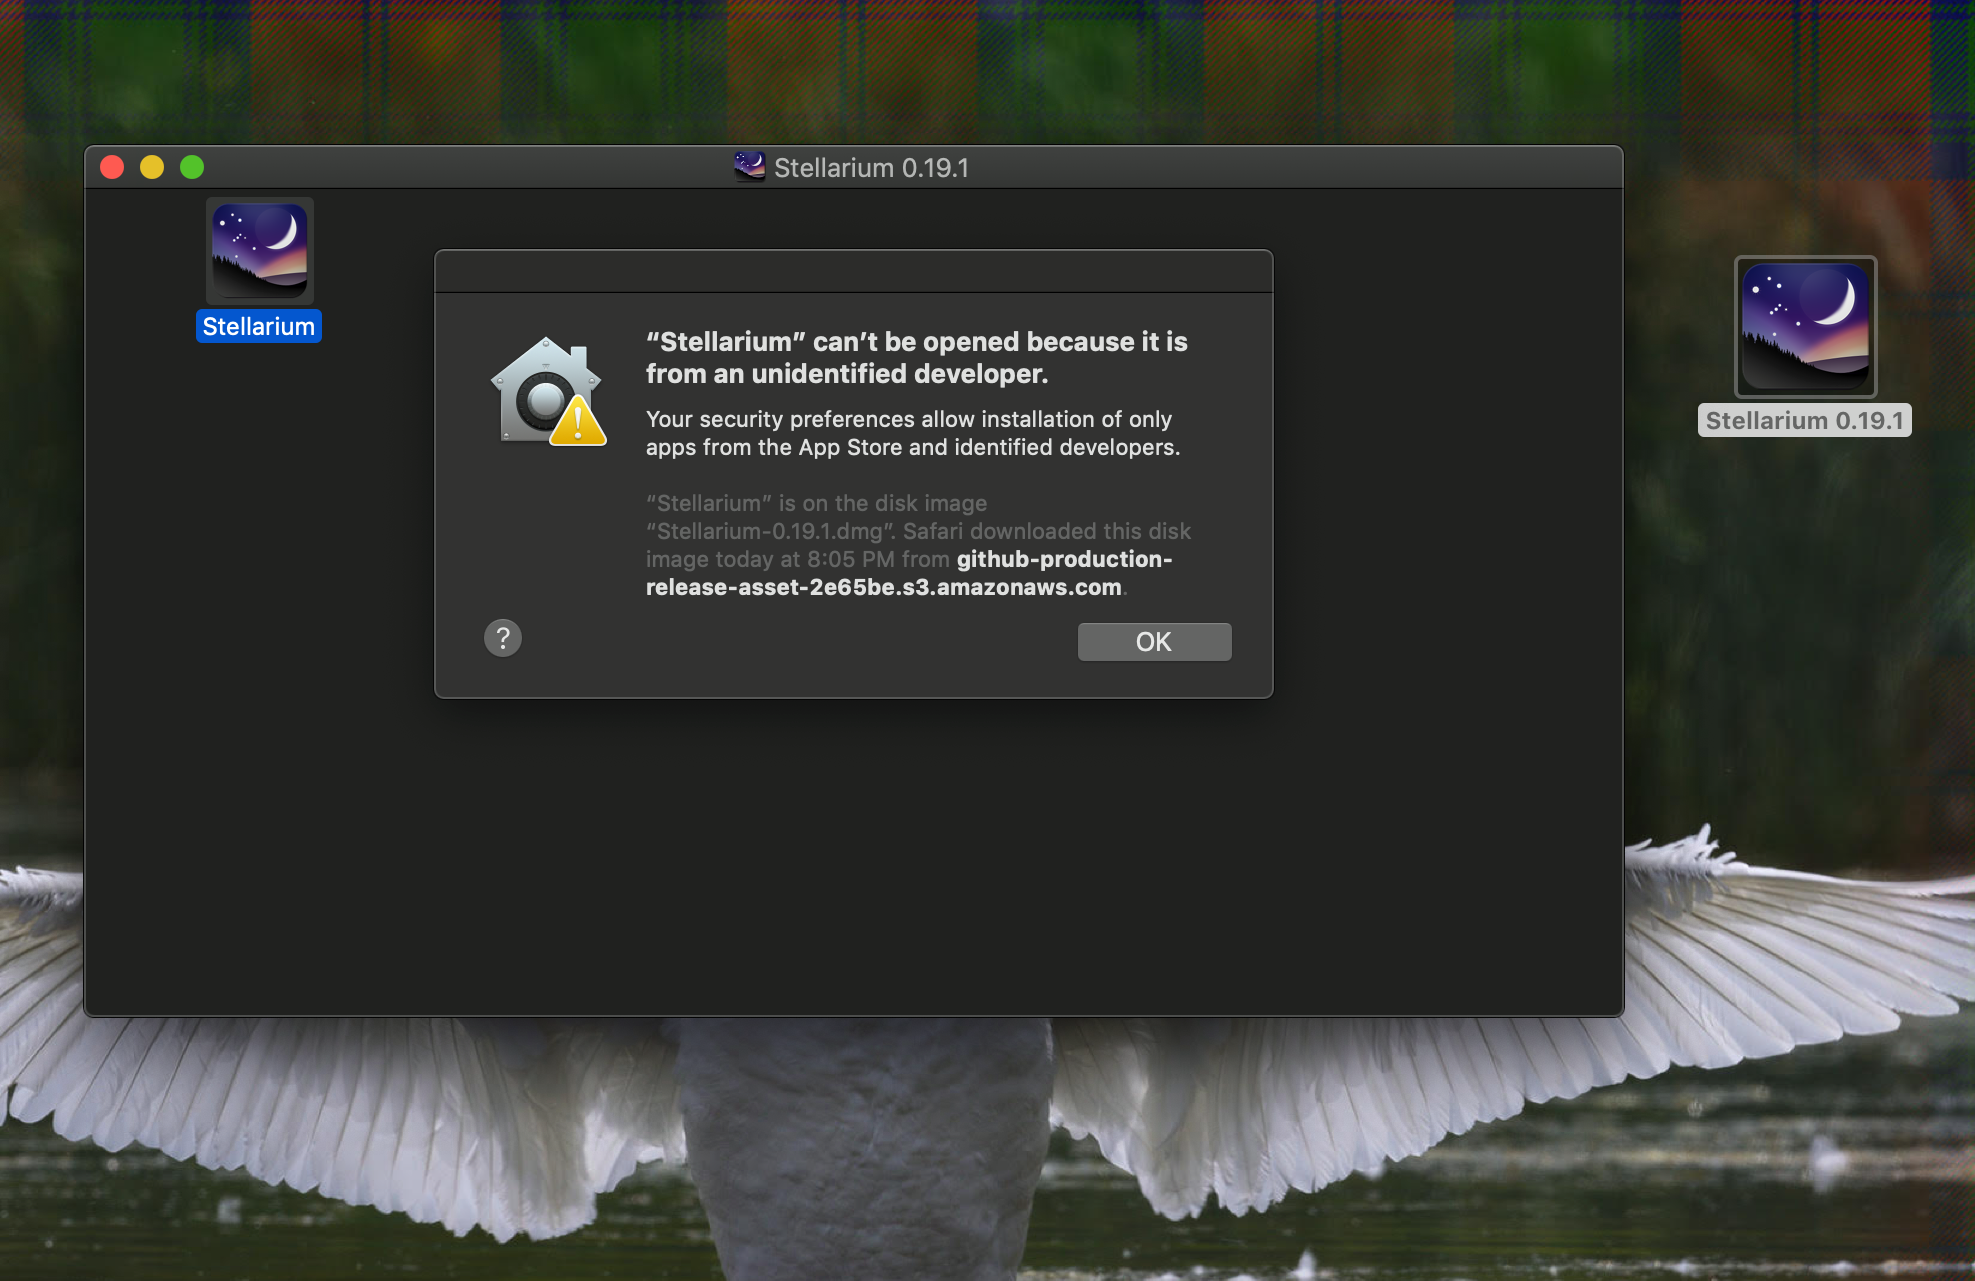 Stellarium 0.19.1
Stellarium
“Stellarium” can’t be opened because it is
from an unidentified developer.
Your security preferences allow installation of only
apps from the App Store and identified developers.
“Stellarium” is on the disk image
“Stellarium-0.19.1.dmg”. Safari downloaded this disk
image today at 8:05 PM from github-production-
release-asset-2e65be.s3.amazonaws.com.
?
OK
Stellarium 0.19.1